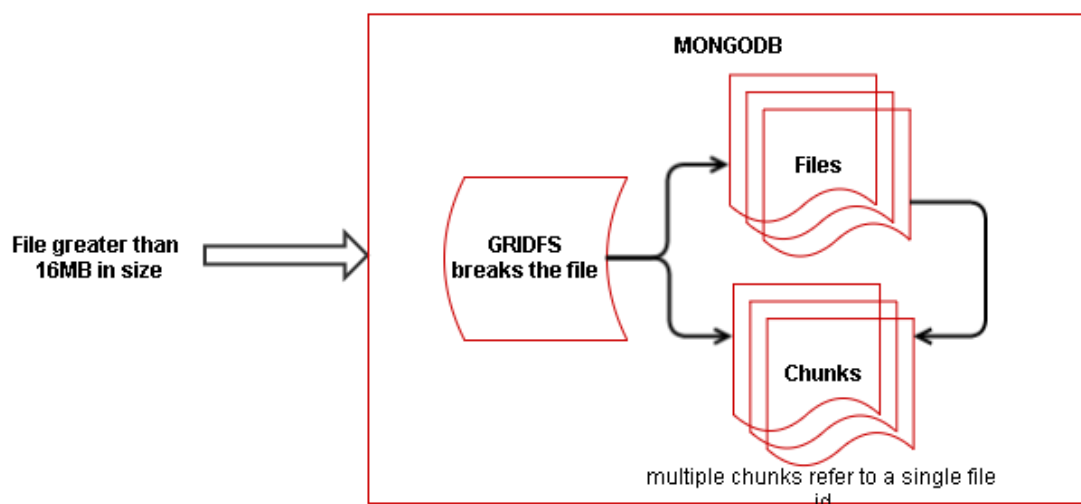 MONGODB
Files
File greater than
16MB in size
GRIDFS
breaks the file
Chunks
multiple chunks refer to a single file
id